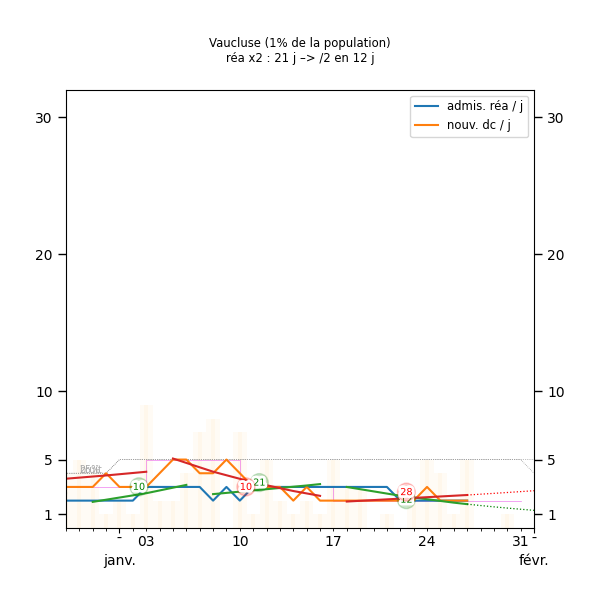 Vaucluse (1% de la population)
réa x2 : 21 j –> /2 en 12 j
admis. réa / j
nouv. dc / j
30 30
20 20
10 10
5 5
1 1
10 10 21 28 12
03 10 17 24 31
janv. févr.